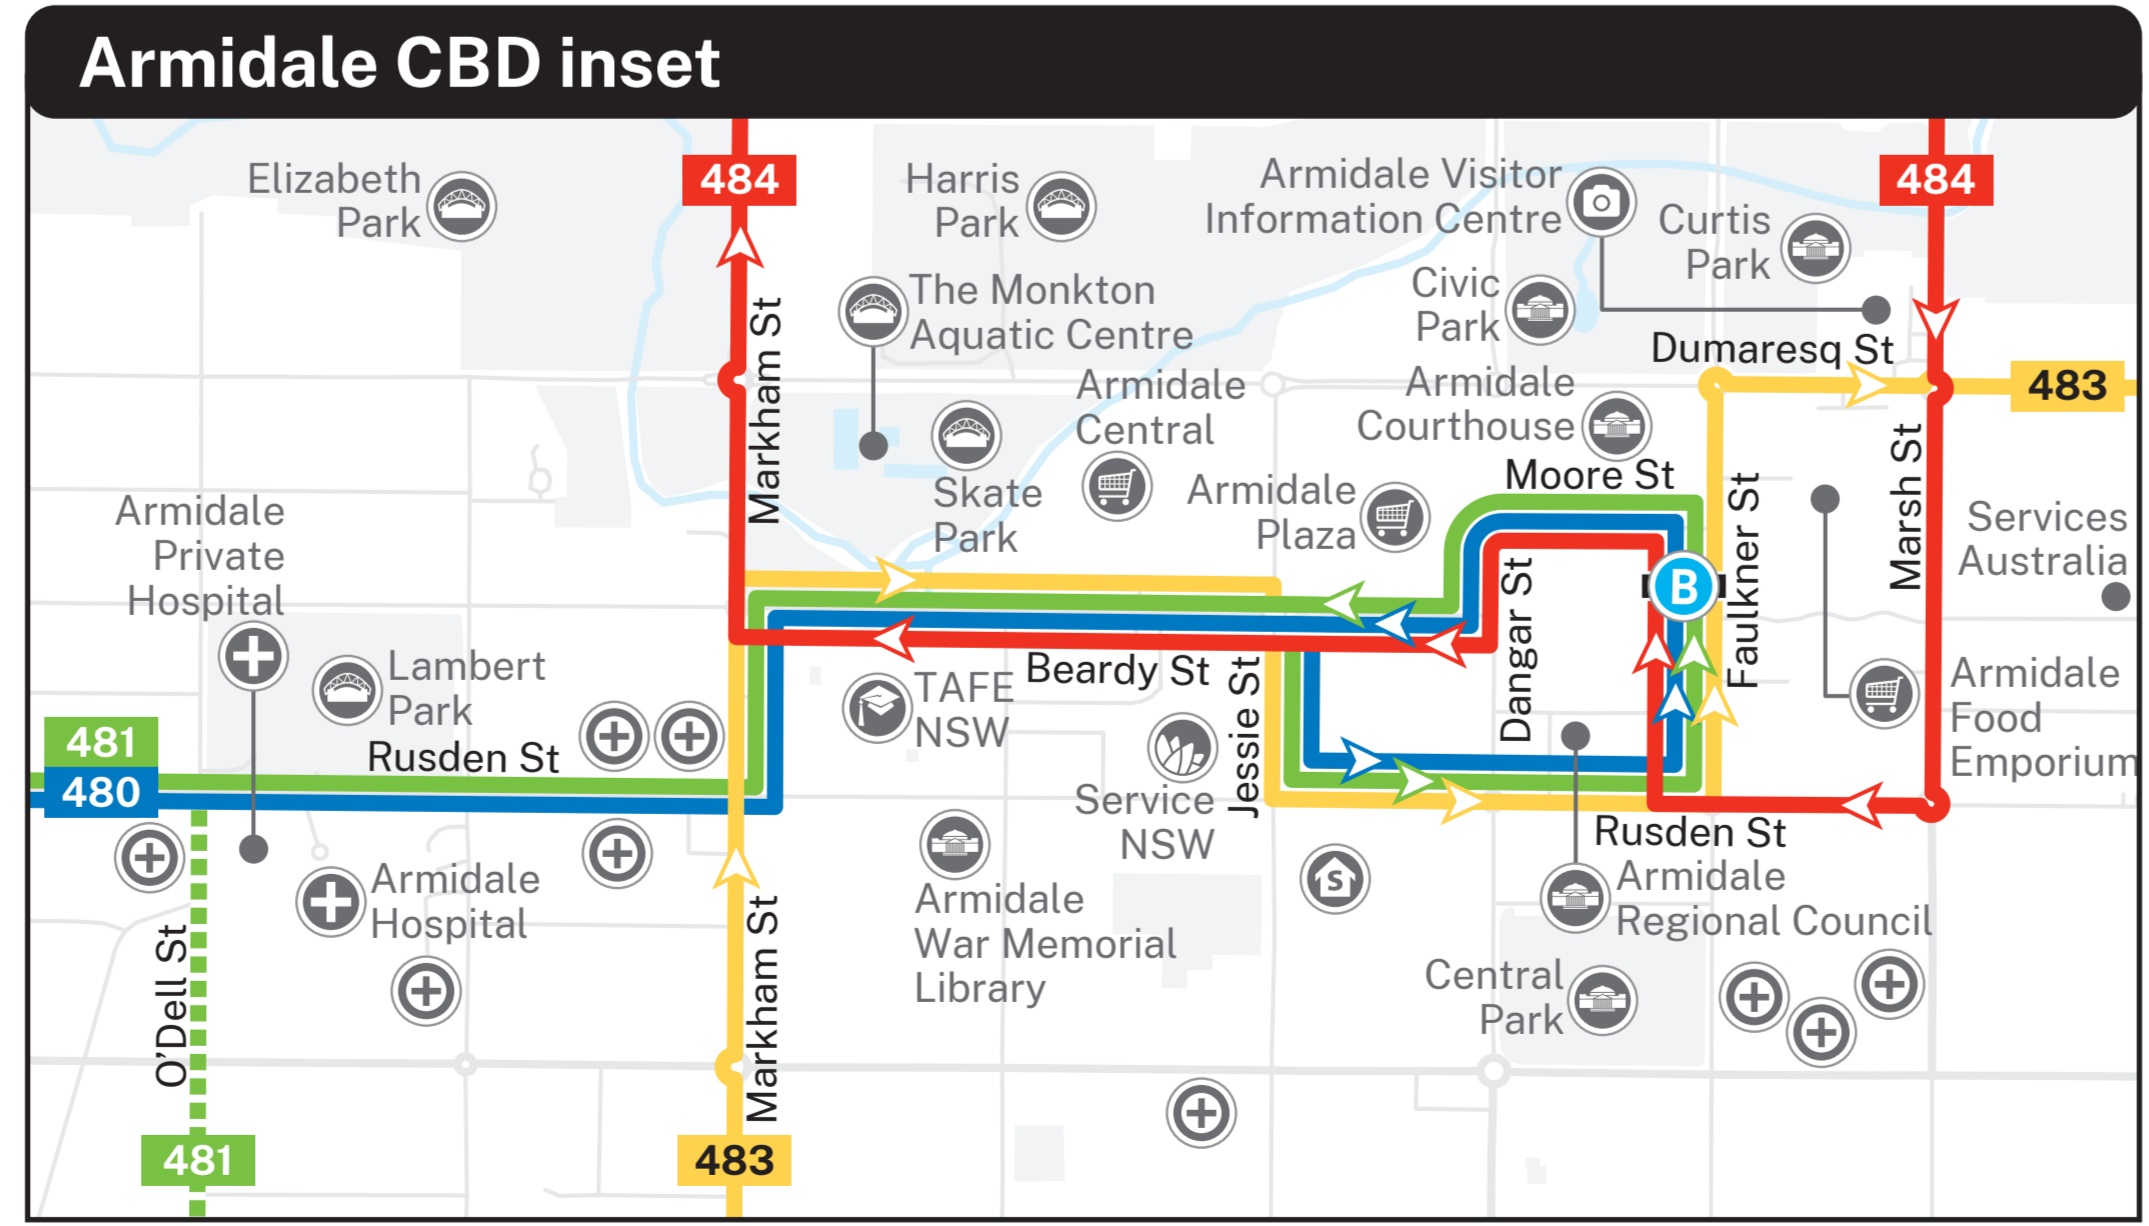 Armidale CBD inset
484
484
Elizabeth
Park
Harris
Park
Armidale Visitor
Information Centre
Curtis
Park
The Monkton
Aquatic Centre
Civic
Park
Markham St
Dumaresq St
483
Armidale
Central
Armidale
Courthouse
Skate
Park
Armidale
Plaza
Moore St
Faulkner St
Marsh St
Services
Australia
Armidale
Private
Hospital
B
Dangar St
Lambert
Park
TAFE
NSW
Beardy St
Jessie St
Armidale
Food
Emporium
481
480
Rusden St
Service
NSW
Rusden St
Armidale
Hospital
Armidale
War Memorial
Library
S
Armidale
Regional Council
O'Dell St
Markham St
Central
Park
481
483